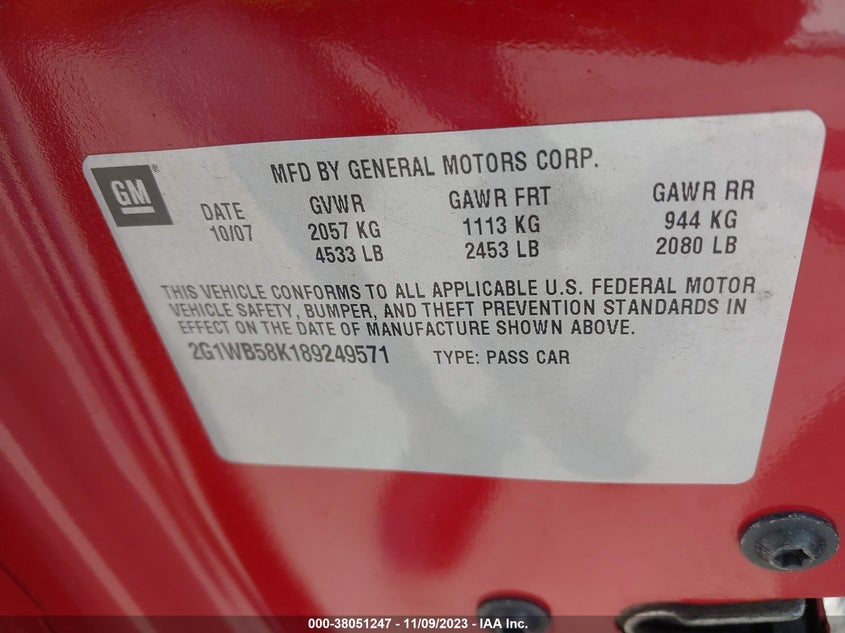 MFD BY GENERAL MOTORS CORP.
GM®
DATE GVWR GAWR FRT GAWR RR
10/07 2057 KG 1113 KG 944 KG
4533 LB 2453 LB 2080 LB
THIS VEHICLE CONFORMS TO ALL APPLICABLE U.S. FEDERAL MOTOR
VEHICLE SAFETY, BUMPER, AND THEFT PREVENTION STANDARDS IN
EFFECT ON THE DATE OF MANUFACTURE SHOWN ABOVE.
2G1WB58K189249571 TYPE: PASS CAR
000-38051247 - 11/09/2023 - IAA Inc.